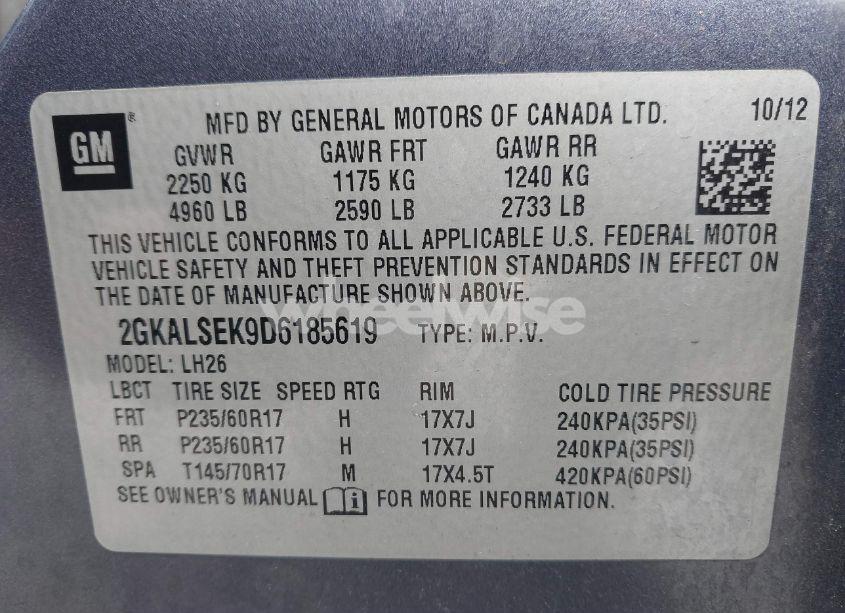 GM ® MFD BY GENERAL MOTORS OF CANADA LTD. 10/12
GVWR GAWR FRT GAWR RR
2250 KG 1175 KG 1240 KG
4960 LB 2590 LB 2733 LB
THIS VEHICLE CONFORMS TO ALL APPLICABLE U.S. FEDERAL MOTOR
VEHICLE SAFETY AND THEFT PREVENTION STANDARDS IN EFFECT ON
THE DATE OF MANUFACTURE SHOWN ABOVE.
wheelwise
2GKALSEK9D6185619 TYPE: M.P.V.
MODEL: LH26
LBCT TIRE SIZE SPEED RTG RIM COLD TIRE PRESSURE
FRT P235/60R17 H 17X7J 240KPA(35PSI)
RR P235/60R17 H 17X7J 240KPA(35PSI)
SPA T145/70R17 M 17X4.5T 420KPA(60PSI)
SEE OWNER'S MANUAL i FOR MORE INFORMATION.